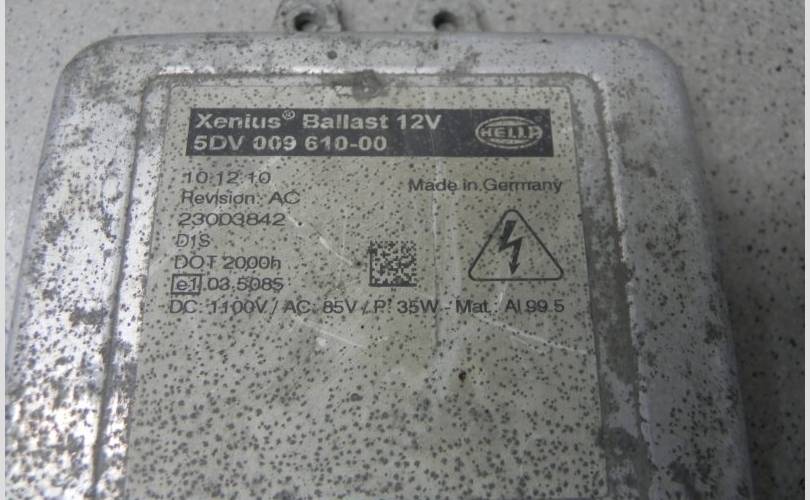 Xenius® Ballast 12V
5DV 009 610-00
HELLA
10.12.10
Made in Germany
Revision: AC
230D3842
D1S
DOT 2000h
e1 03.5085
DC: 1100V / AC: 85V / P: 35W - Mat.: Al 99.5